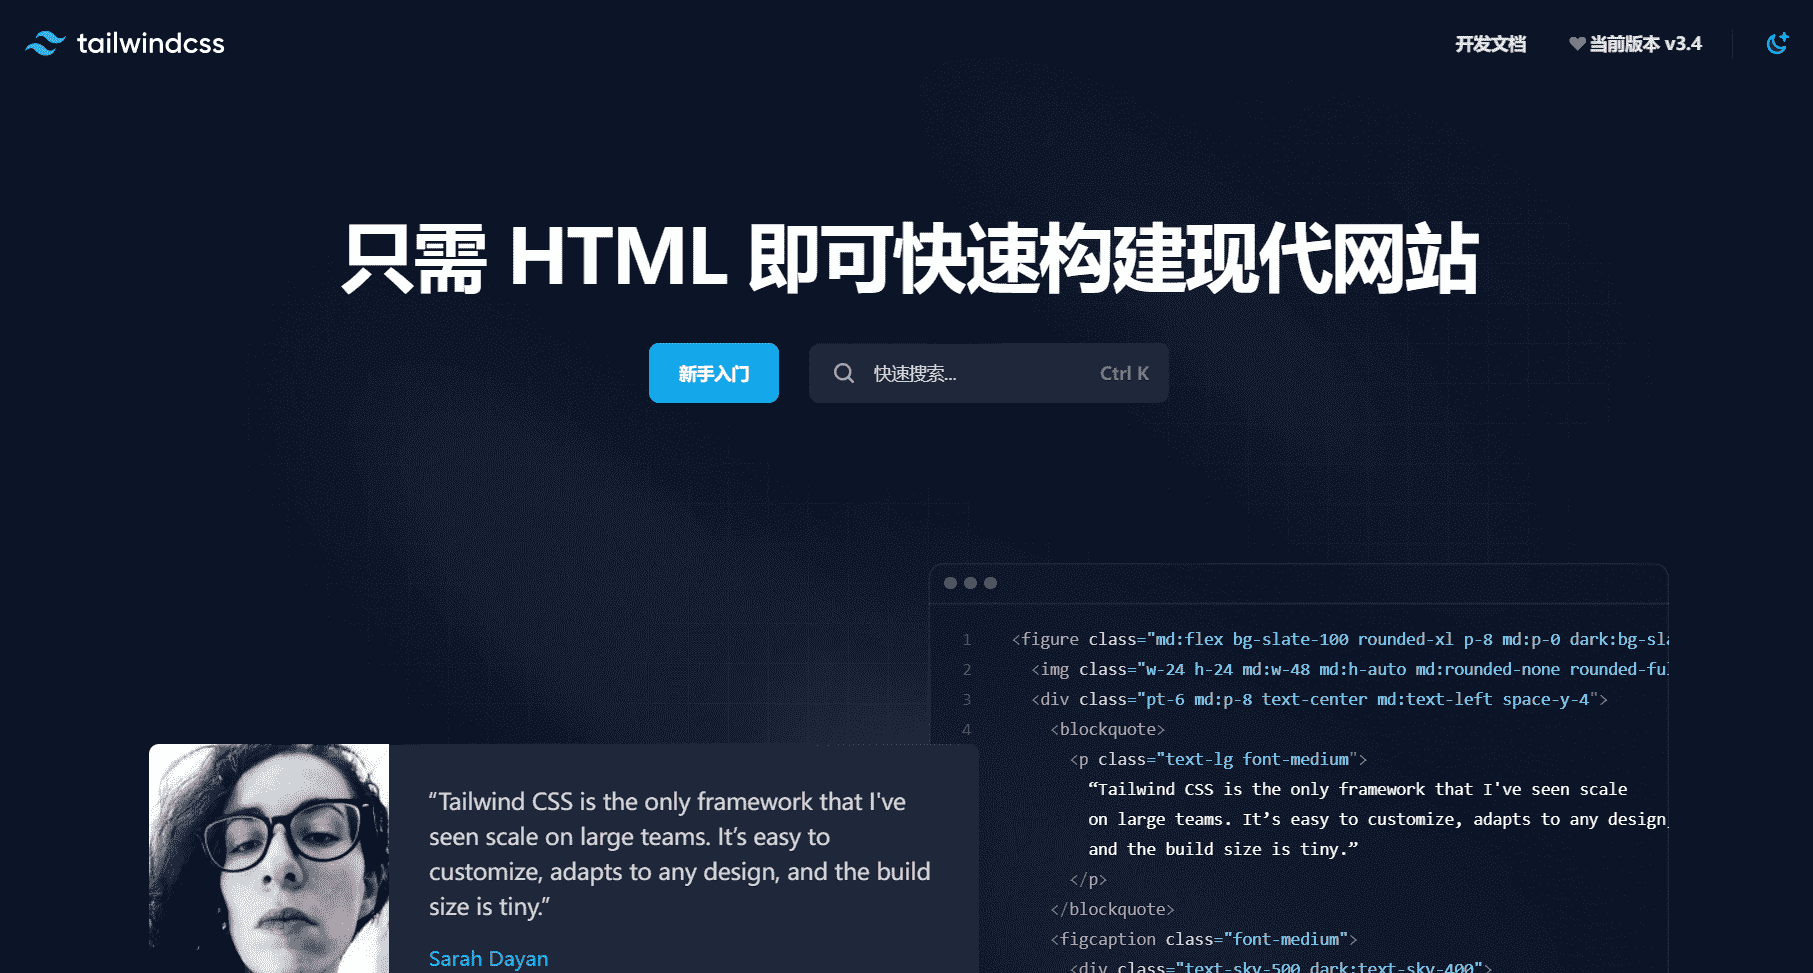 tailwindcss
开发文档
当前版本 v3.4
只需 HTML 即可快速构建现代网站
新手入门
快速搜索...
Ctrl K
1 <figure class="md:flex bg-slate-100 rounded-xl p-8 md:p-0 dark:bg-sla
2 <img class="w-24 h-24 md:w-48 md:h-auto md:rounded-none rounded-ful
3 <div class="pt-6 md:p-8 text-center md:text-left space-y-4">
4 <blockquote>
<p class="text-lg font-medium">
“Tailwind CSS is the only framework that I've seen scale
on large teams. It’s easy to customize, adapts to any design,
and the build size is tiny.”
</p>
</blockquote>
<figcaption class="font-medium">
<div class="text-sky-500 dark:text-sky-400">
“Tailwind CSS is the only framework that I've
seen scale on large teams. It’s easy to
customize, adapts to any design, and the build
size is tiny.”
Sarah Dayan